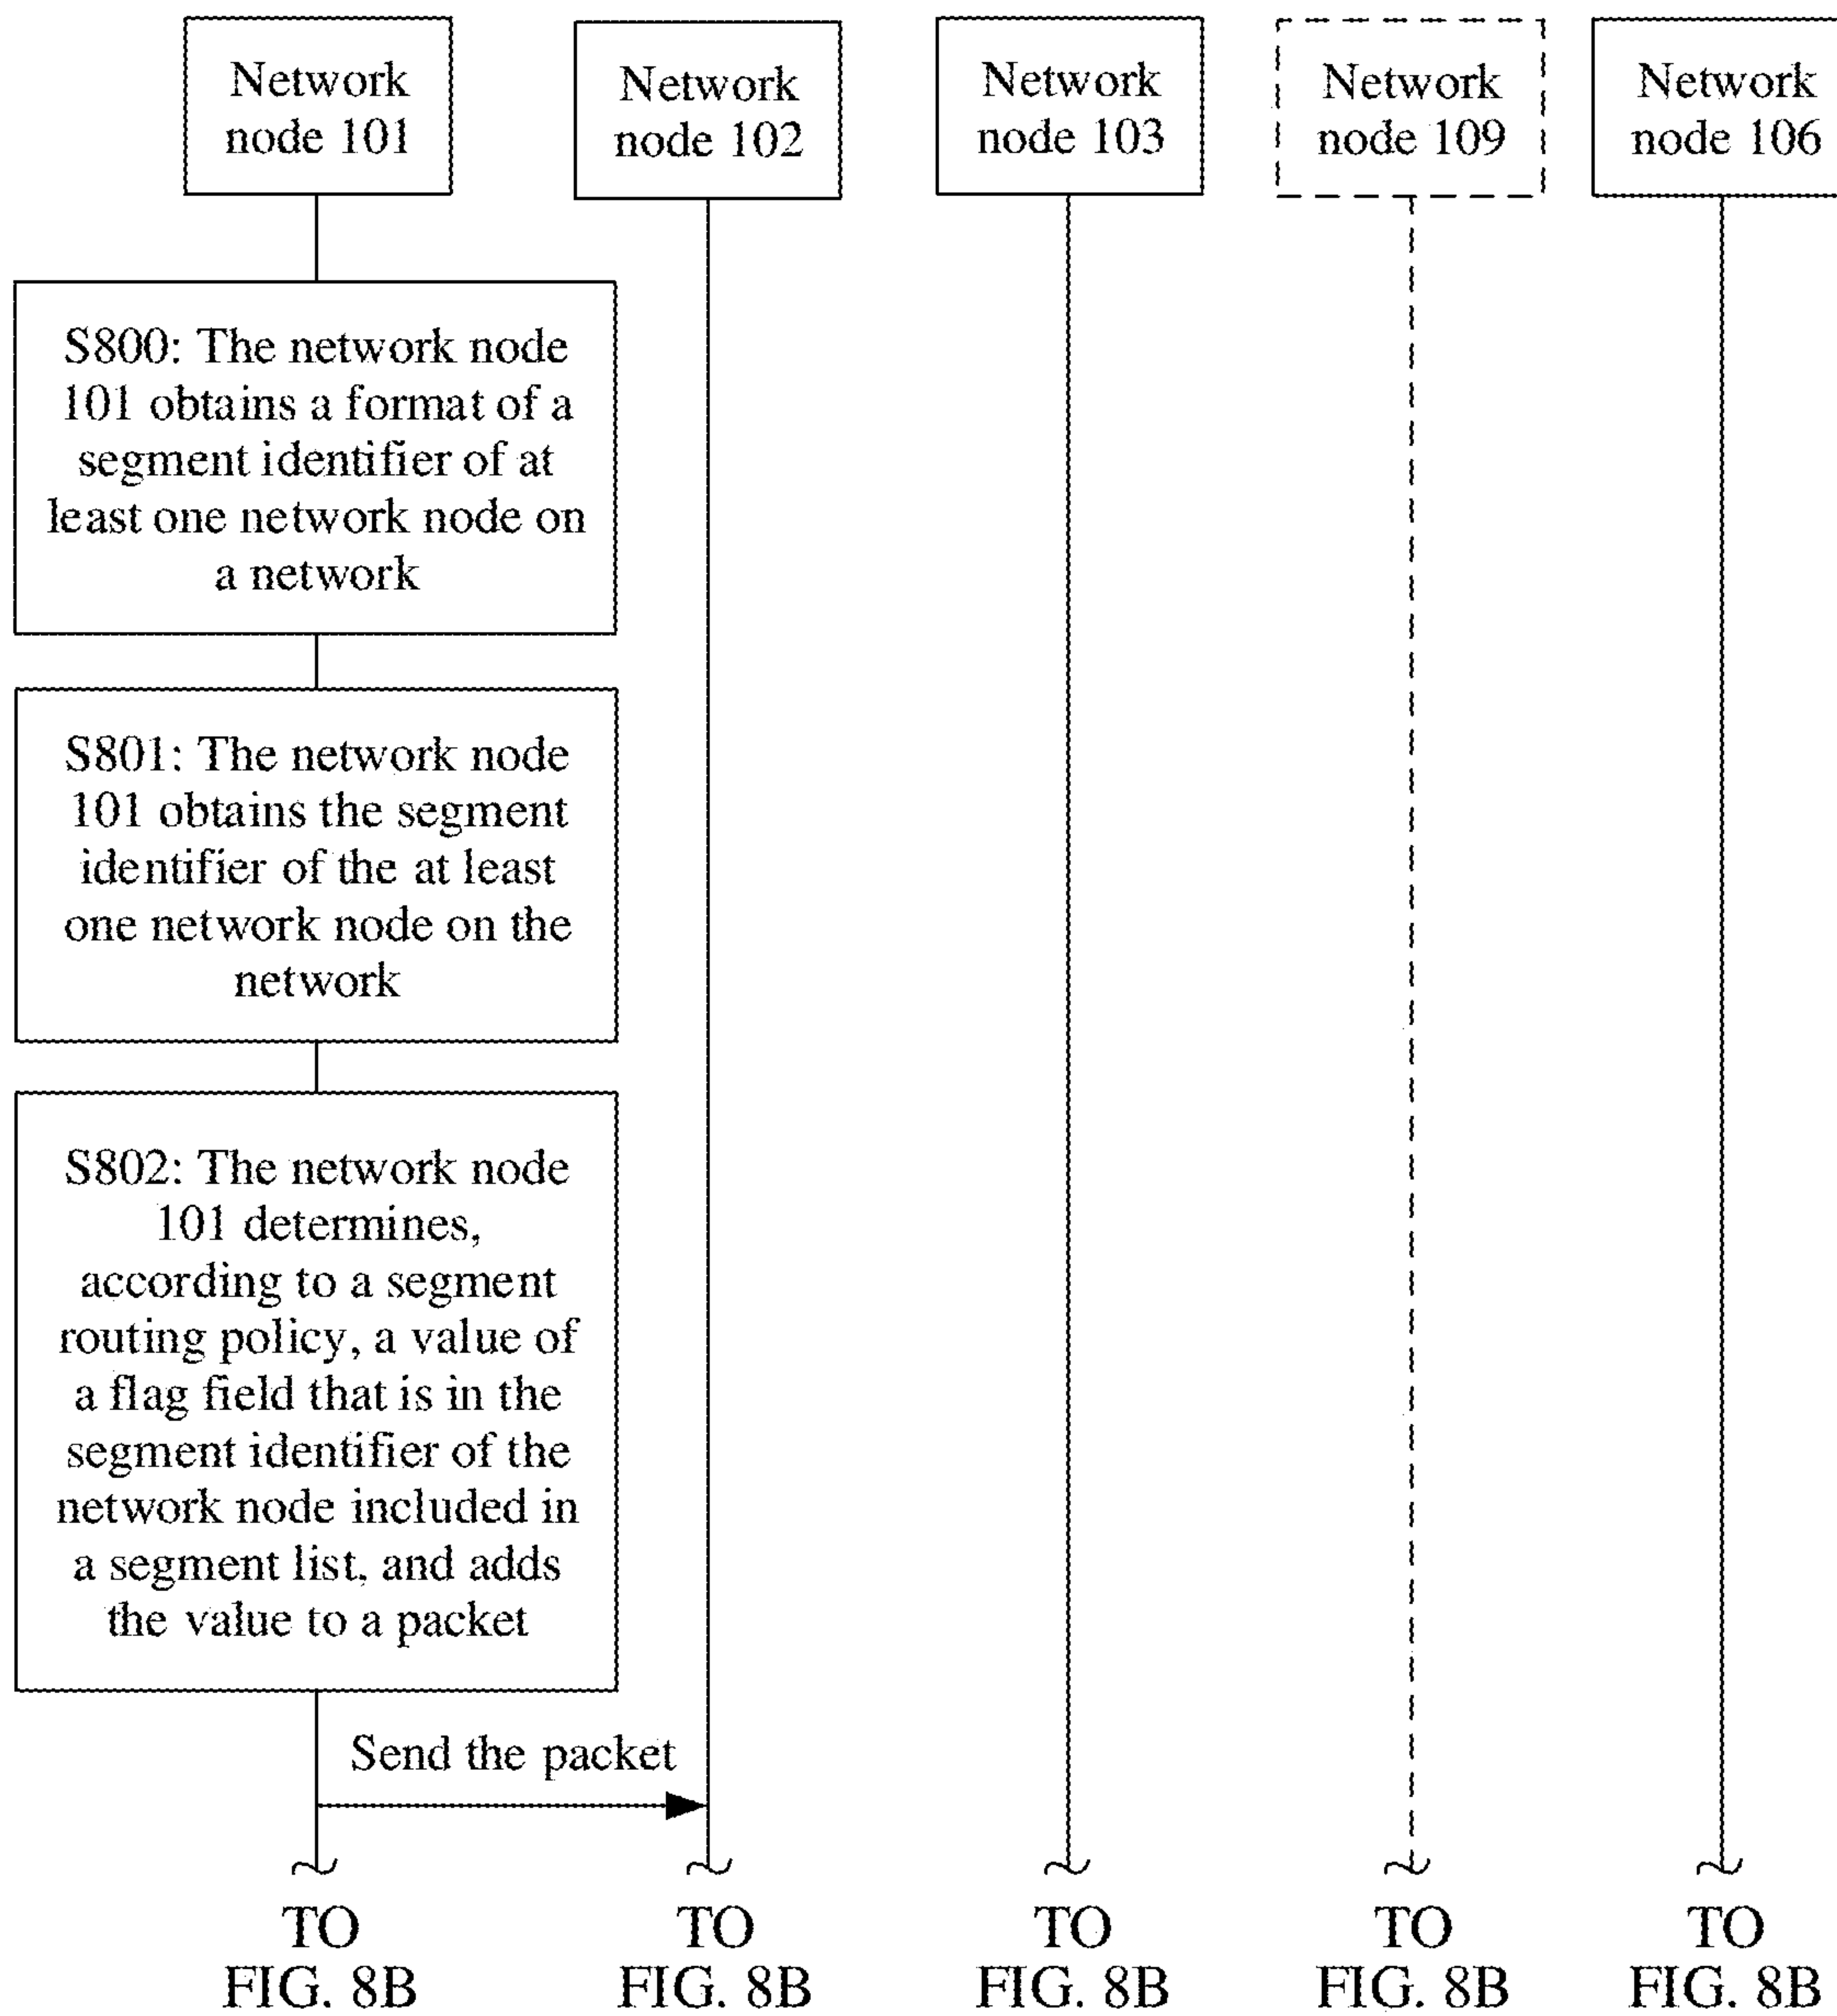 Network
node 101
Network
node 102
Network
node 103
Network
node 109
Network
node 106
S800: The network node
101 obtains a format of a
segment identifier of at
least one network node on
a network
S801: The network node
101 obtains the segment
identifier of the at least
one network node on the
network
S802: The network node
101 determines,
according to a segment
routing policy, a value of
a flag field that is in the
segment identifier of the
network node included in
a segment list, and adds
the value to a packet
Send the packet
TO
FIG. 8B
TO
FIG. 8B
TO
FIG. 8B
TO
FIG. 8B
TO
FIG. 8B